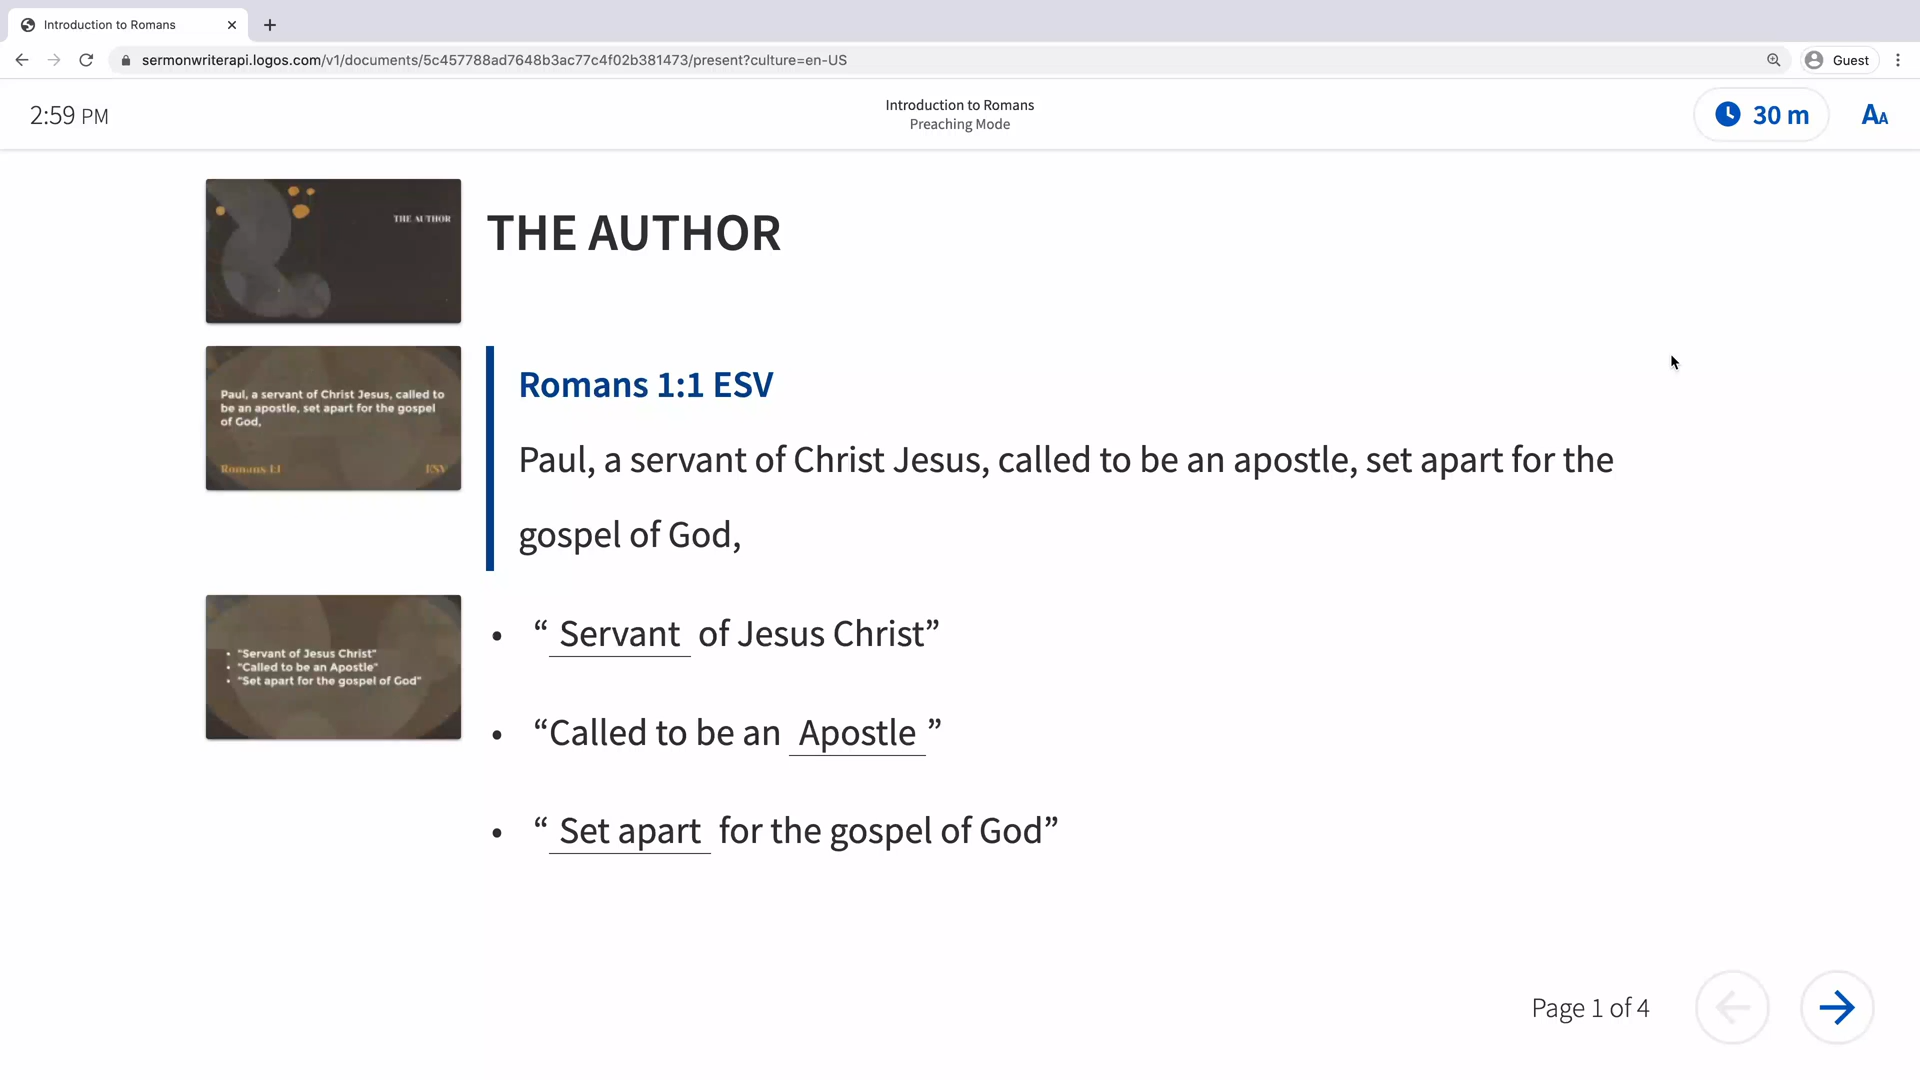 Introduction to Romans
sermonwriterapi.logos.com/v1/documents/5c457788ad7648b3ac77c4f02b381473/present?culture=en-US
Guest
2:59 PM
Introduction to Romans
Preaching Mode
30 m
AA
THE AUTHOR
THE AUTHOR
Paul, a servant of Christ Jesus, called to
be an apostle, set apart for the gospel
of God,
Romans 1:1
ESV
Romans 1:1 ESV
Paul, a servant of Christ Jesus, called to be an apostle, set apart for the
gospel of God,
• "Servant of Jesus Christ"
• "Called to be an Apostle"
• "Set apart for the gospel of God"
• “ Servant of Jesus Christ”
• “Called to be an Apostle ”
• “ Set apart for the gospel of God”
Page 1 of 4